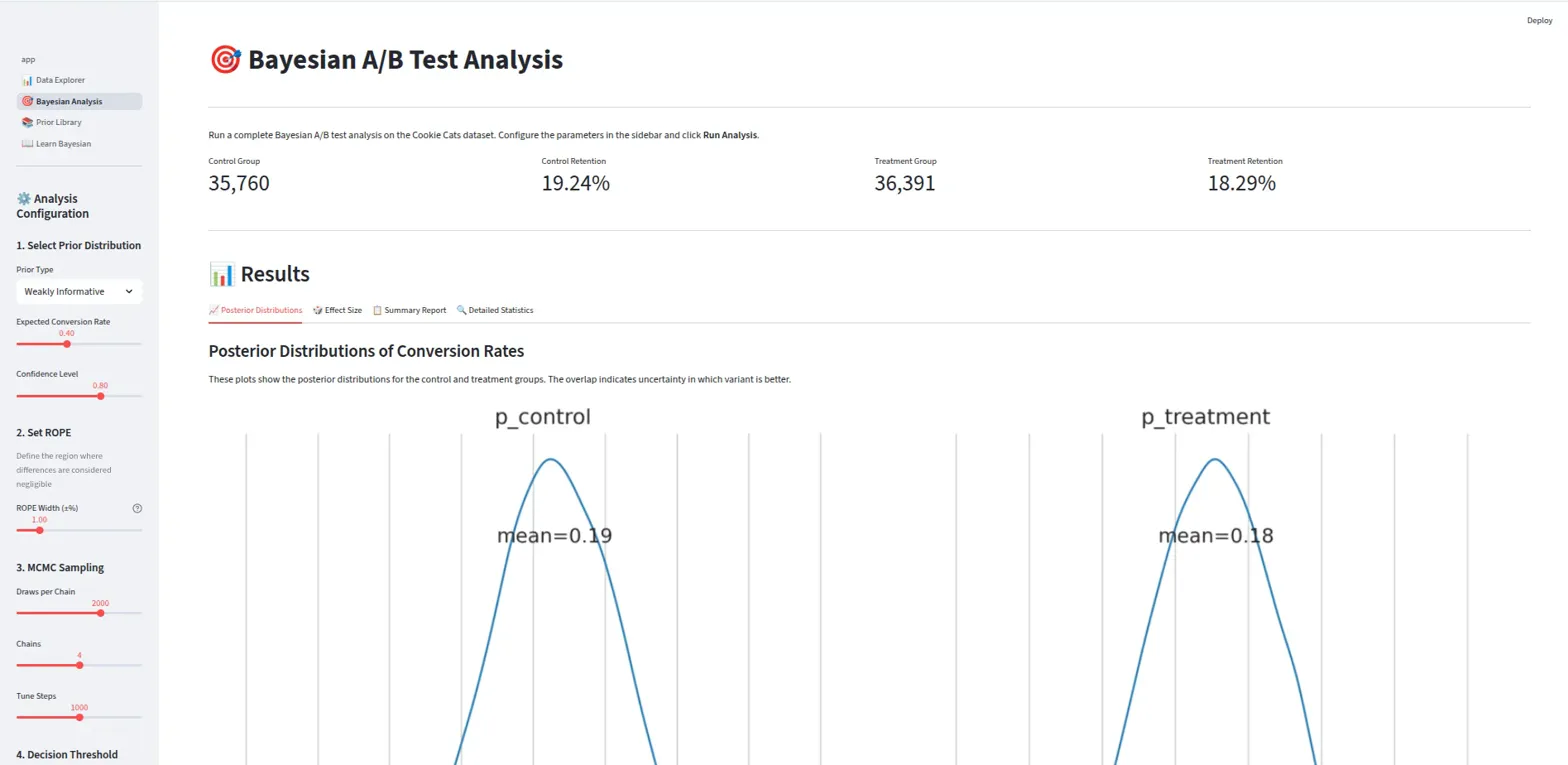 Deploy
app
📊 Data Explorer
🎯 Bayesian Analysis
📚 Prior Library
📖 Learn Bayesian
⚙️ Analysis
Configuration
1. Select Prior Distribution
Prior Type
Weakly Informative
Expected Conversion Rate
0.40
Confidence Level
0.80
2. Set ROPE
Define the region where
differences are considered
negligible
ROPE Width (±%)
1.00
3. MCMC Sampling
Draws per Chain
2000
Chains
4
Tune Steps
1000
4. Decision Threshold
🎯 Bayesian A/B Test Analysis
Run a complete Bayesian A/B test analysis on the Cookie Cats dataset. Configure the parameters in the sidebar and click Run Analysis.
Control Group
35,760
Control Retention
19.24%
Treatment Group
36,391
Treatment Retention
18.29%
📊 Results
📈 Posterior Distributions
🎲 Effect Size
📋 Summary Report
🔍 Detailed Statistics
Posterior Distributions of Conversion Rates
These plots show the posterior distributions for the control and treatment groups. The overlap indicates uncertainty in which variant is better.
p_control
mean=0.19
p_treatment
mean=0.18